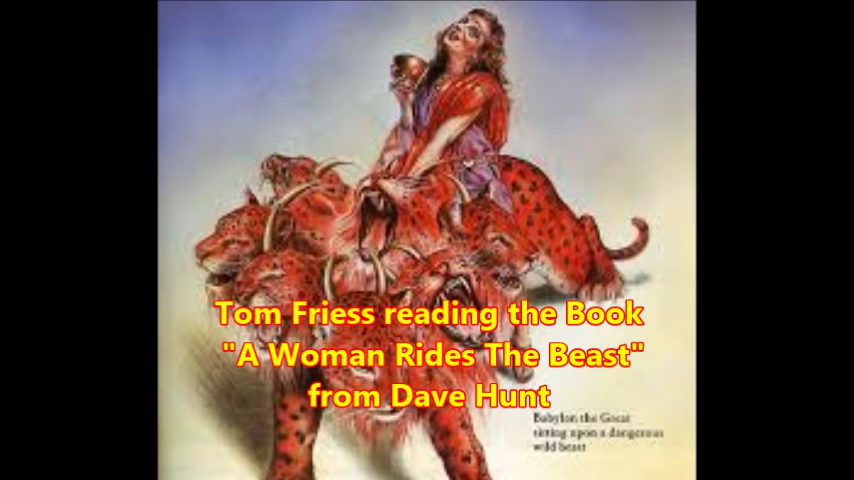 Tom Friess reading the Book
"A Woman Rides The Beast"
from Dave Hunt
Babylon the Great
sitting upon a dangerous
wild beast